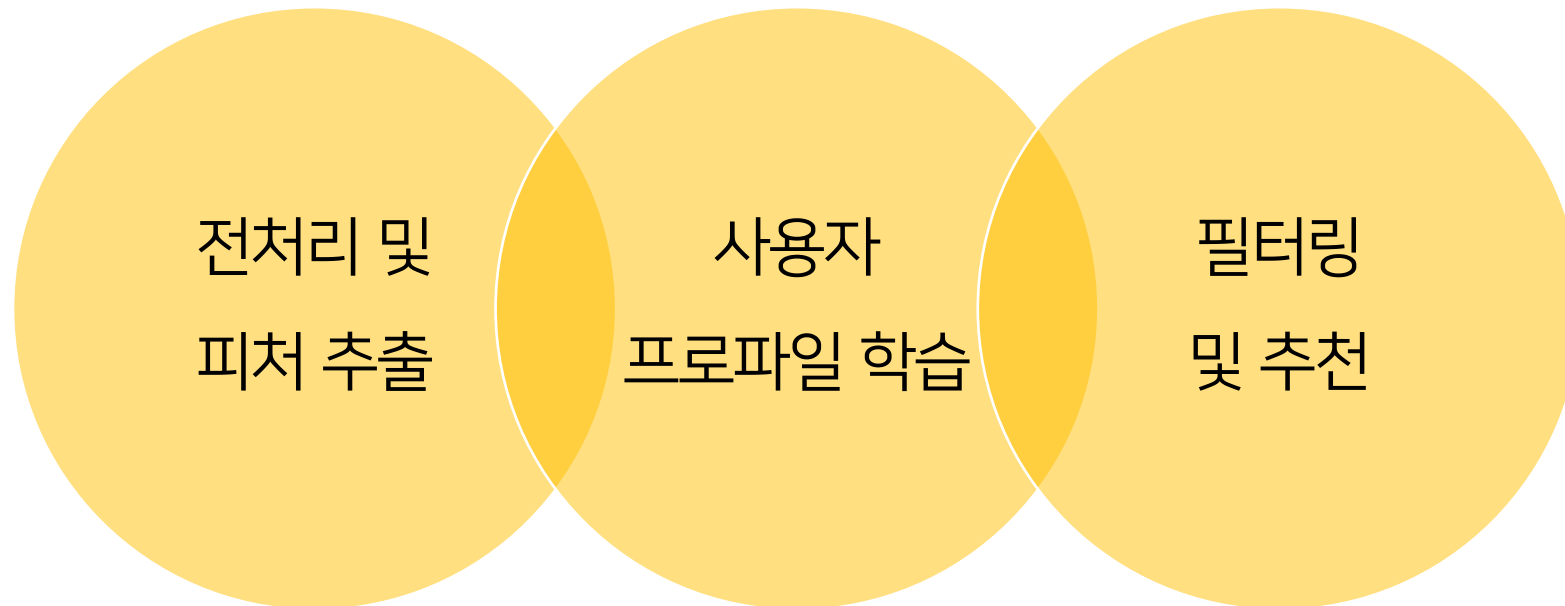 전처리 및
피처 추출
사용자
프로파일 학습
필터링
및 추천